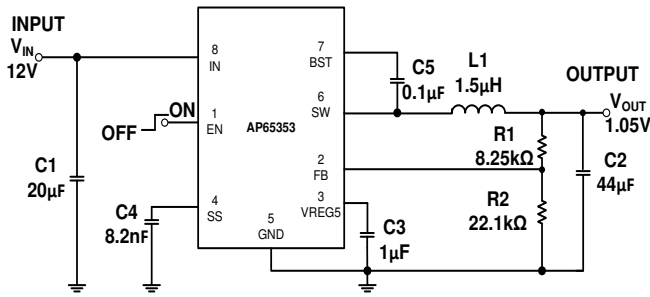 INPUT
VIN
12V
C1
20µF
OFF
ON
C4
8.2nF
8
IN
1
EN
4
SS
AP65353
5
GND
7
BST
6
SW
2
FB
3
VREG5
C5
0.1µF
L1
1.5µH
C3
1µF
R1
8.25kΩ
R2
22.1kΩ
OUTPUT
VOUT
1.05V
C2
44µF